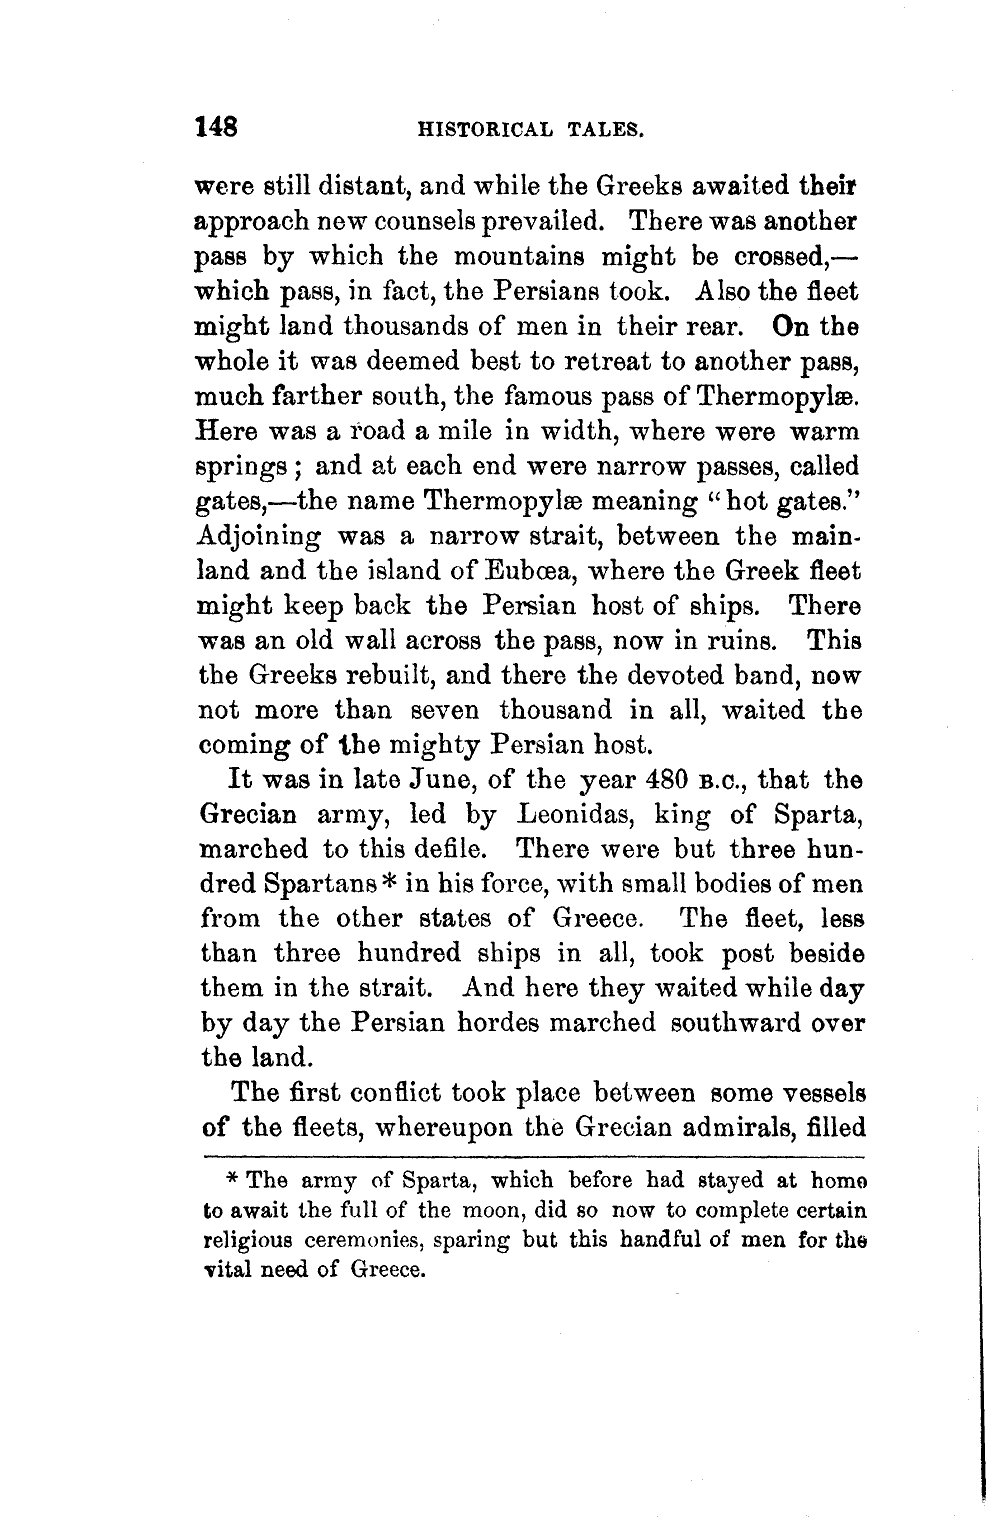 148 HISTORICAL TALES.
were still distant, and while the Greeks awaited their
approach new counsels prevailed. There was another
pass by which the mountains might be crossed,—
which pass, in fact, the Persians took. Also the fleet
might land thousands of men in their rear. On the
whole it was deemed best to retreat to another pass,
much farther south, the famous pass of Thermopylæ.
Here was a road a mile in width, where were warm
springs; and at each end were narrow passes, called
gates,—the name Thermopylæ meaning "hot gates."
Adjoining was a narrow strait, between the main-
land and the island of Eubœa, where the Greek fleet
might keep back the Persian host of ships. There
was an old wall across the pass, now in ruins. This
the Greeks rebuilt, and there the devoted band, now
not more than seven thousand in all, waited the
coming of the mighty Persian host.
It was in late June, of the year 480 B.C., that the
Grecian army, led by Leonidas, king of Sparta,
marched to this defile. There were but three hun-
dred Spartans* in his force, with small bodies of men
from the other states of Greece. The fleet, less
than three hundred ships in all, took post beside
them in the strait. And here they waited while day
by day the Persian hordes marched southward over
the land.
The first conflict took place between some vessels
of the fleets, whereupon the Grecian admirals, filled
* The army of Sparta, which before had stayed at home
to await the full of the moon, did so now to complete certain
religious ceremonies, sparing but this handful of men for the
vital need of Greece.